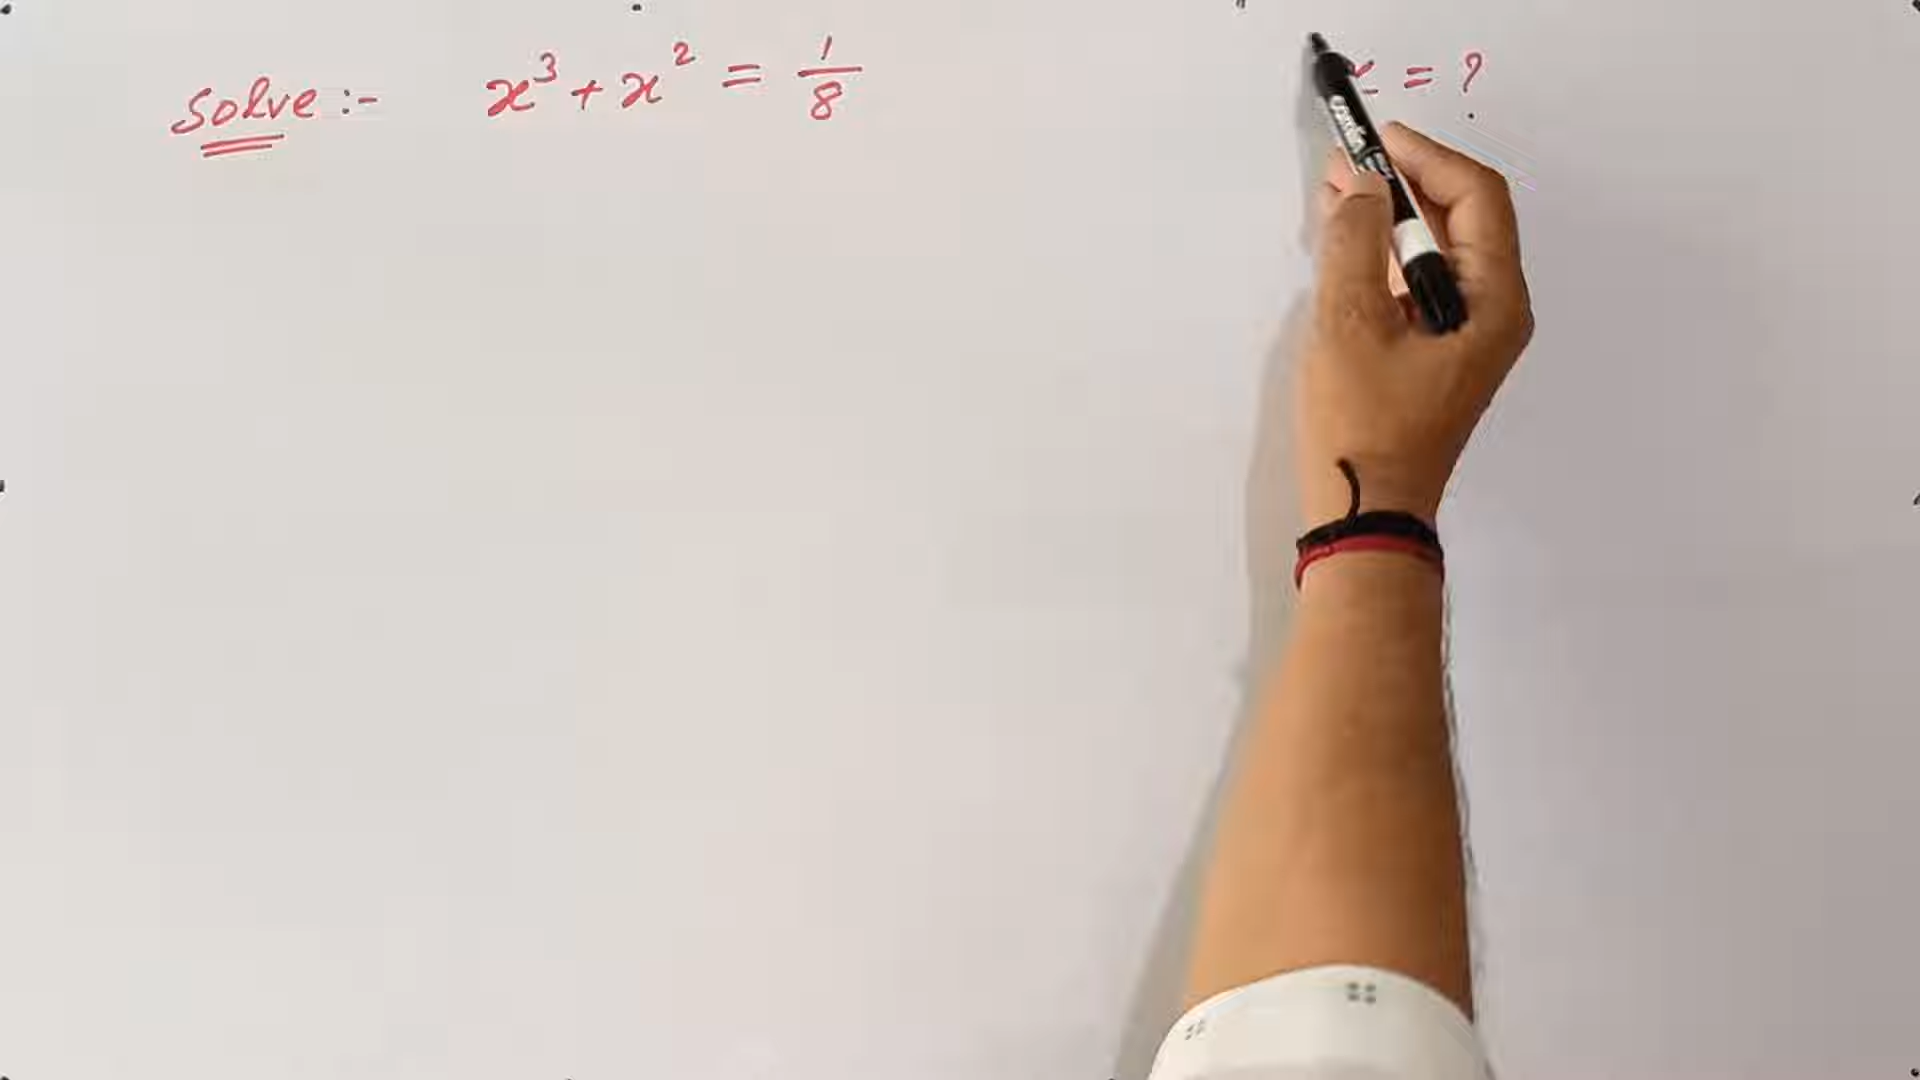 Solve :- x³ + x² = 1/8 x = ?